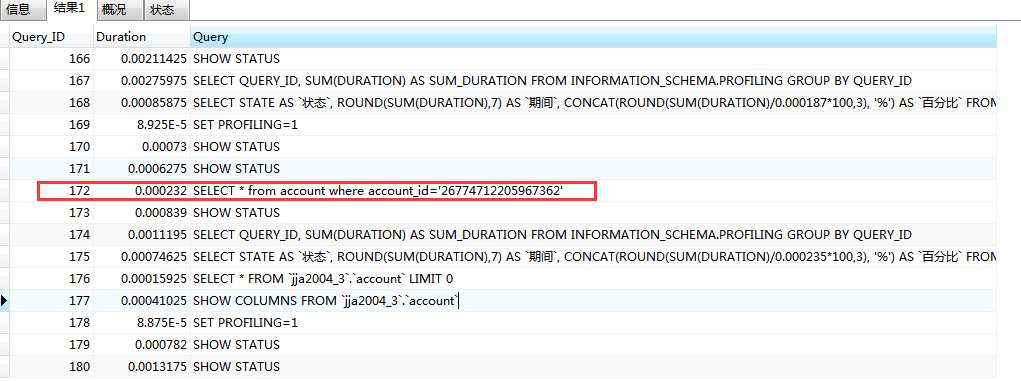 信息 结果1 概况 状态
Query_ID Duration Query
166 0.00211425 SHOW STATUS
167 0.00275975 SELECT QUERY_ID, SUM(DURATION) AS SUM_DURATION FROM INFORMATION_SCHEMA.PROFILING GROUP BY QUERY_ID
168 0.00085875 SELECT STATE AS `状态`, ROUND(SUM(DURATION),7) AS `期间`, CONCAT(ROUND(SUM(DURATION)/0.000187*100,3), '%') AS `百分比` FROM
169 8.925E-5 SET PROFILING=1
170 0.00073 SHOW STATUS
171 0.0006275 SHOW STATUS
172 0.000232 SELECT * from account where account_id='26774712205967362'
173 0.000839 SHOW STATUS
174 0.0011195 SELECT QUERY_ID, SUM(DURATION) AS SUM_DURATION FROM INFORMATION_SCHEMA.PROFILING GROUP BY QUERY_ID
175 0.00074625 SELECT STATE AS `状态`, ROUND(SUM(DURATION),7) AS `期间`, CONCAT(ROUND(SUM(DURATION)/0.000235*100,3), '%') AS `百分比` FROM
176 0.00015925 SELECT * FROM `jja2004_3`.`account` LIMIT 0
177 0.00041025 SHOW COLUMNS FROM `jja2004_3`.`account`
178 8.875E-5 SET PROFILING=1
179 0.000782 SHOW STATUS
180 0.0013175 SHOW STATUS